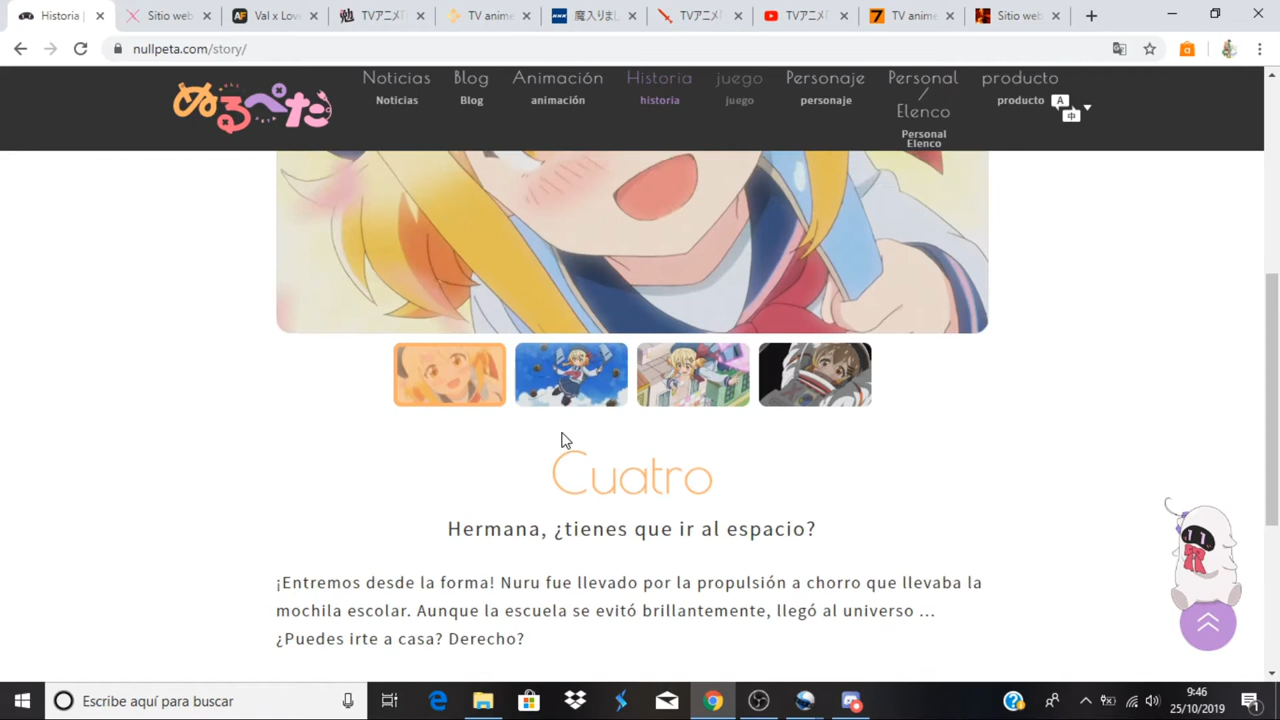 Historia |
Sitio web
Val x Love
TVアニメ「
TV anime
魔入りまし
TVアニメ「
TVアニメ「
TV anime
Sitio web
nullpeta.com/story/
ぬるぺた
Noticias
Noticias
Blog
Blog
Animación
animación
Historia
historia
juego
juego
Personaje
personaje
Personal
/
Elenco
Personal
Elenco
producto
producto
Cuatro
Hermana, ¿tienes que ir al espacio?
¡Entremos desde la forma! Nuru fue llevado por la propulsión a chorro que llevaba la
mochila escolar. Aunque la escuela se evitó brillantemente, llegó al universo ...
¿Puedes irte a casa? Derecho?
Escribe aquí para buscar
9:46
25/10/2019